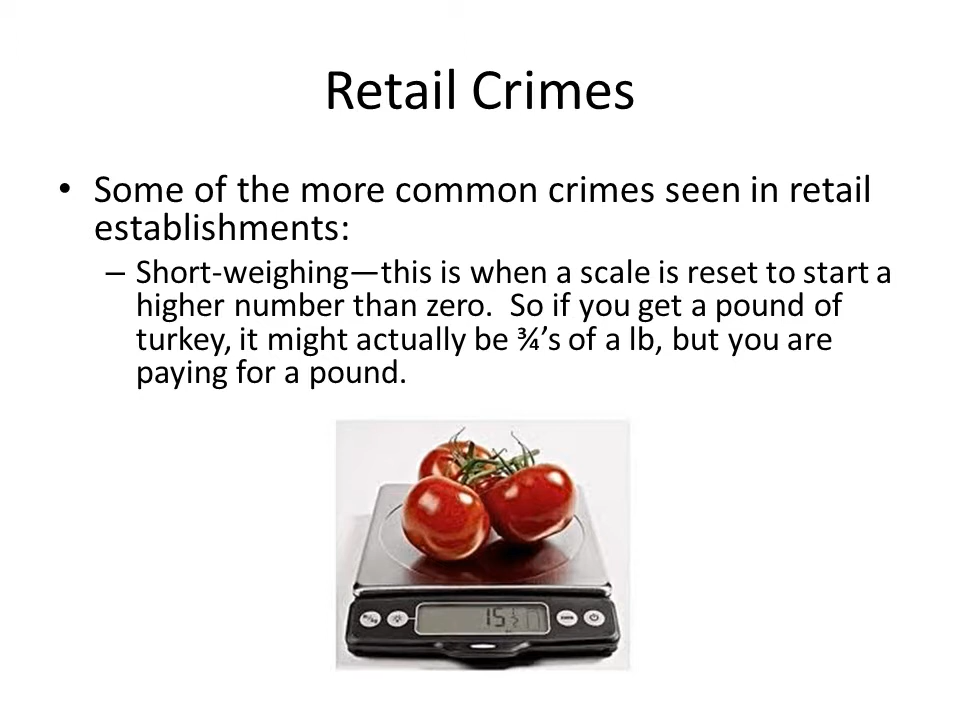 Retail Crimes
• Some of the more common crimes seen in retail
establishments:
– Short-weighing—this is when a scale is reset to start a
higher number than zero.  So if you get a pound of
turkey, it might actually be ¾’s of a lb, but you are
paying for a pound.
15